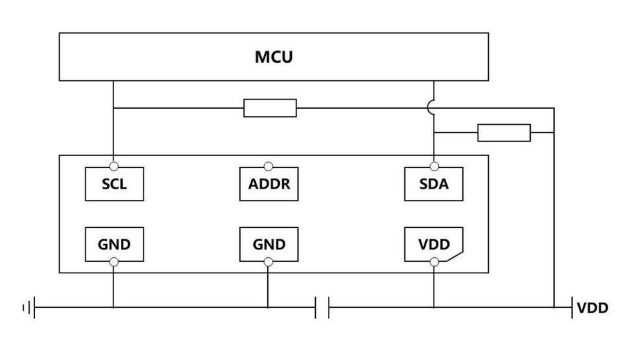 MCU
SCL ADDR SDA
GND GND VDD
VDD